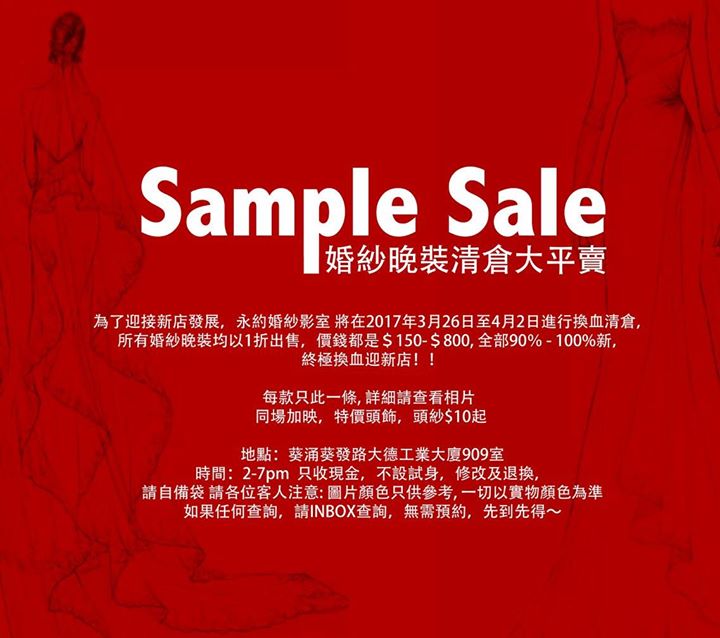 Sample Sale
婚紗晚裝清倉大平賣
為了迎接新店發展，永約婚紗影室 將在2017年3月26日至4月2日進行換血清倉，
所有婚紗晚裝均以1折出售，價錢都是＄150-＄800, 全部90% - 100%新,
終極換血迎新店！！
每款只此一條, 詳細請查看相片
同場加映，特價頭飾，頭紗$10起
地點：葵涌葵發路大德工業大廈909室
時間：2-7pm 只收現金，不設試身，修改及退換,
請自備袋 請各位客人注意: 圖片顏色只供參考, 一切以實物顏色為準
如果任何查詢，請INBOX查詢，無需預約，先到先得～